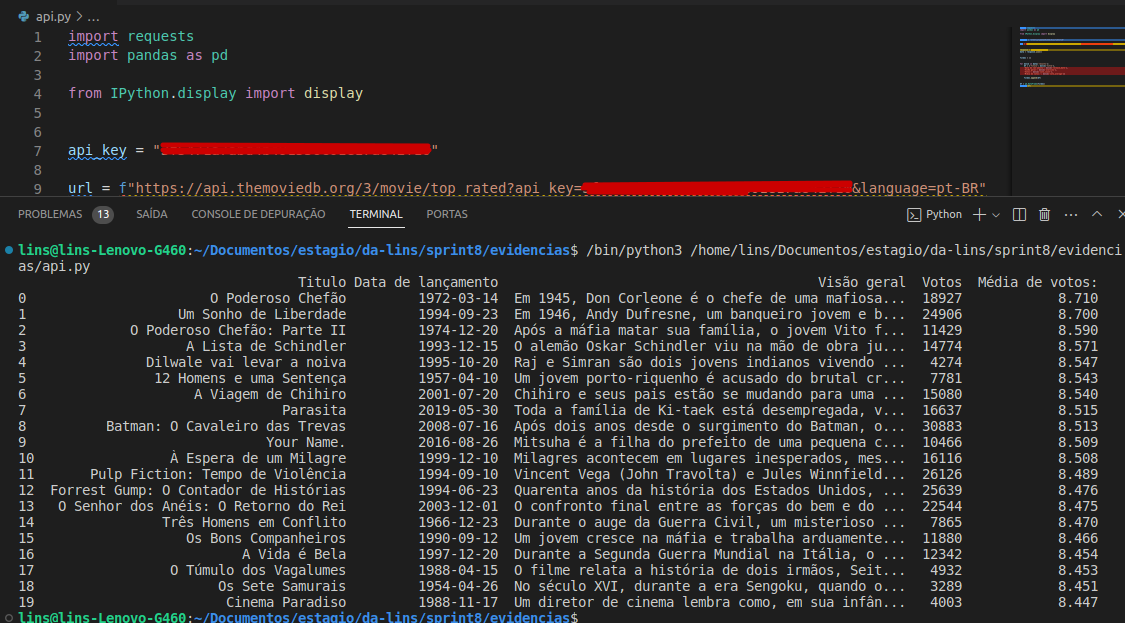 api.py > ...
1 import requests
2 import pandas as pd
3
4 from IPython.display import display
5
6
7 api_key = " "
8
9 url = f"https://api.themoviedb.org/3/movie/top_rated?api_key= &language=pt-BR"
PROBLEMAS 13 SAÍDA CONSOLE DE DEPURAÇÃO TERMINAL PORTAS Python
lins@lins-Lenovo-G460:~/Documentos/estagio/da-lins/sprint8/evidencias$ /bin/python3 /home/lins/Documentos/estagio/da-lins/sprint8/evidenci
as/api.py
Titulo Data de lançamento Visão geral Votos Média de votos:
0 O Poderoso Chefão 1972-03-14 Em 1945, Don Corleone é o chefe de uma mafiosa... 18927 8.710
1 Um Sonho de Liberdade 1994-09-23 Em 1946, Andy Dufresne, um banqueiro jovem e b... 24906 8.700
2 O Poderoso Chefão: Parte II 1974-12-20 Após a máfia matar sua família, o jovem Vito f... 11429 8.590
3 A Lista de Schindler 1993-12-15 O alemão Oskar Schindler viu na mão de obra ju... 14774 8.571
4 Dilwale vai levar a noiva 1995-10-20 Raj e Simran são dois jovens indianos vivendo ... 4274 8.547
5 12 Homens e uma Sentença 1957-04-10 Um jovem porto-riquenho é acusado do brutal cr... 7781 8.543
6 A Viagem de Chihiro 2001-07-20 Chihiro e seus pais estão se mudando para uma ... 15080 8.540
7 Parasita 2019-05-30 Toda a família de Ki-taek está desempregada, v... 16637 8.515
8 Batman: O Cavaleiro das Trevas 2008-07-16 Após dois anos desde o surgimento do Batman, o... 30883 8.513
9 Your Name. 2016-08-26 Mitsuha é a filha do prefeito de uma pequena c... 10466 8.509
10 À Espera de um Milagre 1999-12-10 Milagres acontecem em lugares inesperados, mes... 16116 8.508
11 Pulp Fiction: Tempo de Violência 1994-09-10 Vincent Vega (John Travolta) e Jules Winnfield... 26126 8.489
12 Forrest Gump: O Contador de Histórias 1994-06-23 Quarenta anos da história dos Estados Unidos, ... 25639 8.476
13 O Senhor dos Anéis: O Retorno do Rei 2003-12-01 O confronto final entre as forças do bem e do ... 22544 8.475
14 Três Homens em Conflito 1966-12-23 Durante o auge da Guerra Civil, um misterioso ... 7865 8.470
15 Os Bons Companheiros 1990-09-12 Um jovem cresce na máfia e trabalha arduamente... 11880 8.466
16 A Vida é Bela 1997-12-20 Durante a Segunda Guerra Mundial na Itália, o ... 12342 8.454
17 O Túmulo dos Vagalumes 1988-04-15 O filme relata a história de dois irmãos, Seit... 4932 8.453
18 Os Sete Samurais 1954-04-26 No século XVI, durante a era Sengoku, quando o... 3289 8.451
19 Cinema Paradiso 1988-11-17 Um diretor de cinema lembra como, em sua infân... 4003 8.447
lins@lins-Lenovo-G460:~/Documentos/estagio/da-lins/sprint8/evidencias$